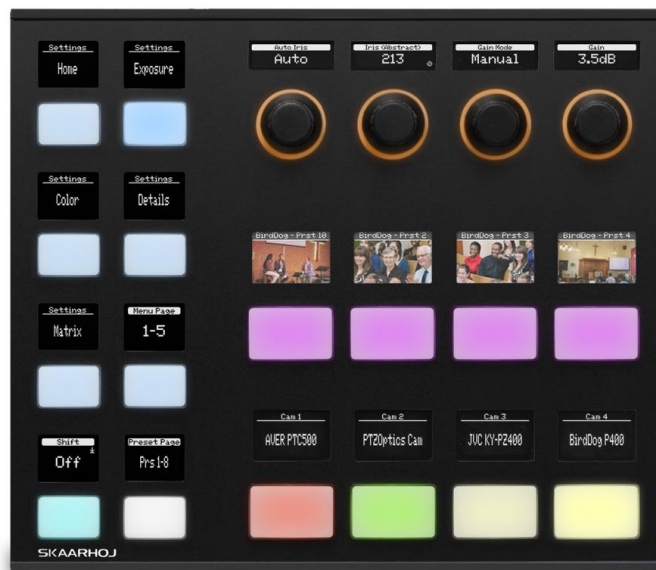 Settings
Home
Settings
Exposure
Auto Iris
Auto
Iris (Abstract)
213
Gain Mode
Manual
Gain
3.5dB
Settings
Color
Settings
Details
BirdDog - Prst 10
BirdDog - Prst 2
BirdDog - Prst 3
BirdDog - Prst 4
Settings
Matrix
Menu Page
1-5
Cam 1
AVER PTC500
Cam 2
PTZOptics Cam
Cam 3
JVC KY-PZ400
Cam 4
BirdDog P400
Shift
Off
Preset Page
Prs 1-8
SKAARHOJ